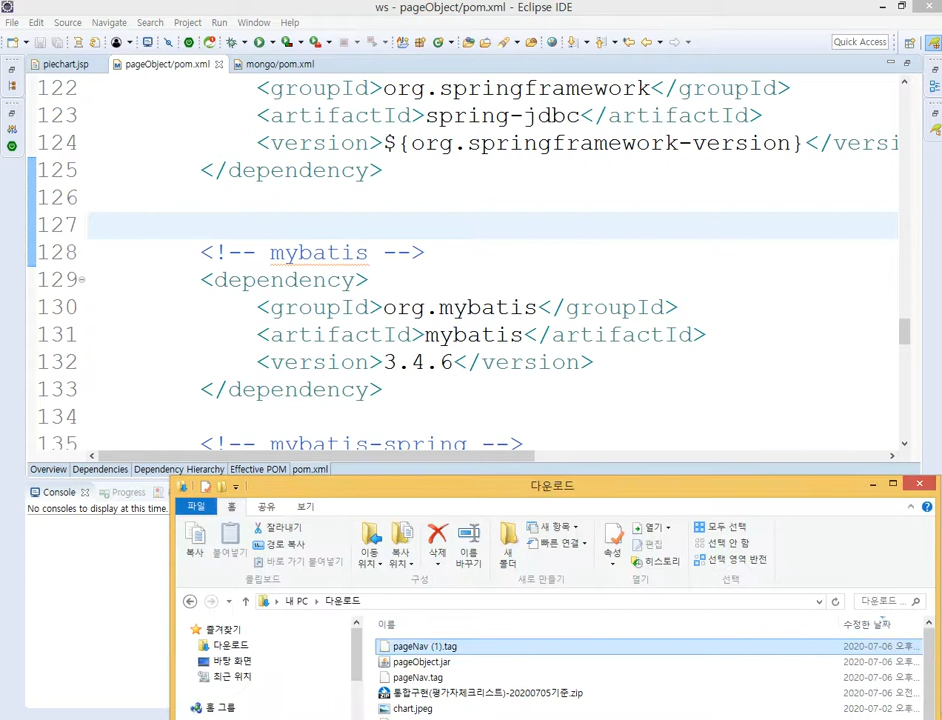 ws - pageObject/pom.xml - Eclipse IDE
File Edit Source Navigate Search Project Run Window Help
Quick Access
piechart.jsp pageObject/pom.xml mongo/pom.xml
122 <groupId>org.springframework</groupId>
123 <artifactId>spring-jdbc</artifactId>
124 <version>${org.springframework-version}</versi
125 </dependency>
126
127
128 <!-- mybatis -->
129 <dependency>
130 <groupId>org.mybatis</groupId>
131 <artifactId>mybatis</artifactId>
132 <version>3.4.6</version>
133 </dependency>
134
135 <!-- mybatis-spring -->
Overview Dependencies Dependency Hierarchy Effective POM pom.xml
Console Progress
No consoles to display at this time.
다운로드
파일 홈 공유 보기
복사 붙여넣기 잘라내기 경로 복사 바로 가기 붙여넣기
이동 위치 복사 위치 삭제 이름 바꾸기
새 폴더 새 항목 빠른 연결
속성 열기 편집 히스토리
모두 선택 선택 안 함 선택 영역 반전
클립보드 구성 새로 만들기 열기 선택
내 PC 다운로드 다운로드 ...
즐겨찾기
다운로드
바탕 화면
최근 위치
홈 그룹
이름 수정한 날짜
pageNav (1).tag 2020-07-06 오후...
pageObject.jar 2020-07-06 오후...
pageNav.tag 2020-07-06 오후...
통합구현(평가자체크리스트)-20200705기준.zip 2020-07-06 오후...
chart.jpeg 2020-07-02 오후...